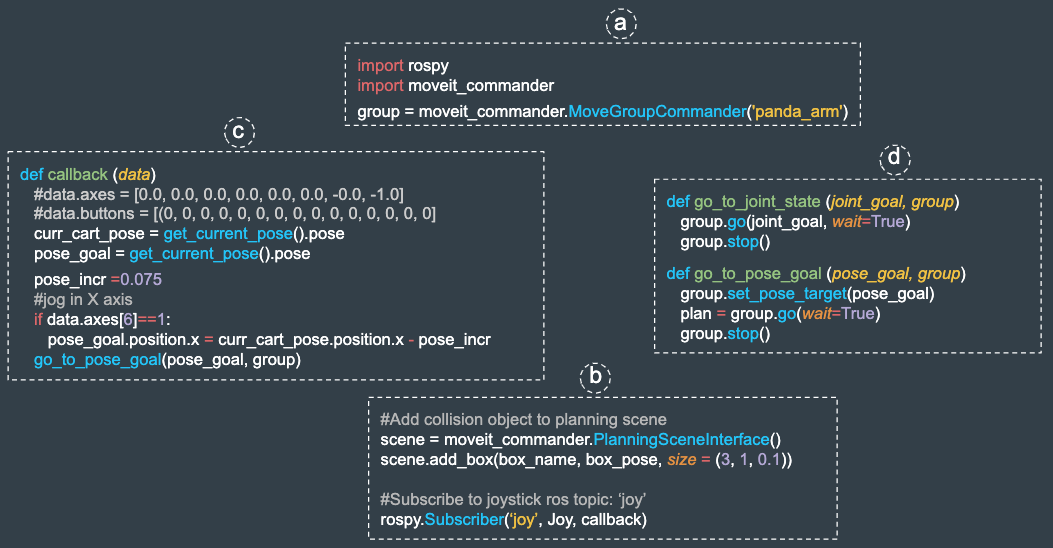 a
import rospy
import moveit_commander
group = moveit_commander.MoveGroupCommander('panda_arm')
c
def callback (data)
#data.axes = [0.0, 0.0, 0.0, 0.0, 0.0, 0.0, -0.0, -1.0]
#data.buttons = [(0, 0, 0, 0, 0, 0, 0, 0, 0, 0, 0, 0, 0]
curr_cart_pose = get_current_pose().pose
pose_goal = get_current_pose().pose
pose_incr =0.075
#jog in X axis
if data.axes[6]==1:
pose_goal.position.x = curr_cart_pose.position.x - pose_incr
go_to_pose_goal(pose_goal, group)
d
def go_to_joint_state (joint_goal, group)
group.go(joint_goal, wait=True)
group.stop()
def go_to_pose_goal (pose_goal, group)
group.set_pose_target(pose_goal)
plan = group.go(wait=True)
group.stop()
b
#Add collision object to planning scene
scene = moveit_commander.PlanningSceneInterface()
scene.add_box(box_name, box_pose, size = (3, 1, 0.1))
#Subscribe to joystick ros topic: ‘joy’
rospy.Subscriber(‘joy’, Joy, callback)